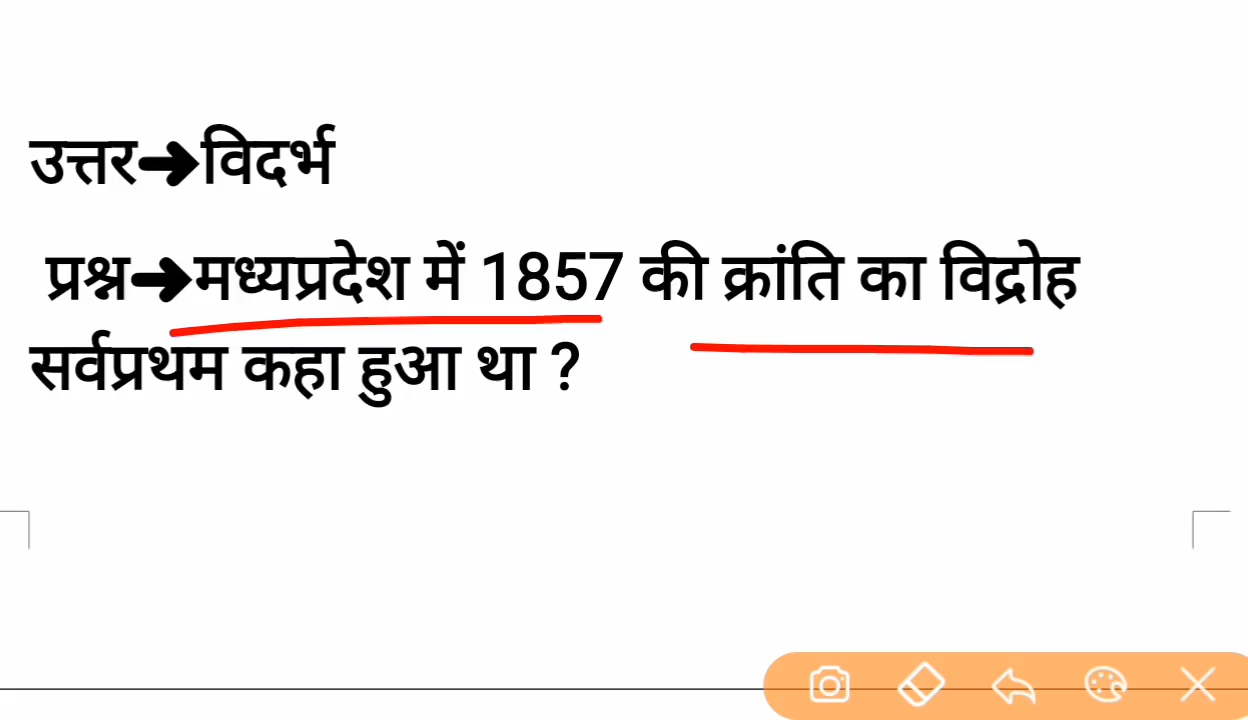 उत्तर➔विदर्भ
प्रश्न➔मध्यप्रदेश में 1857 की क्रांति का विद्रोह
सर्वप्रथम कहा हुआ था ?